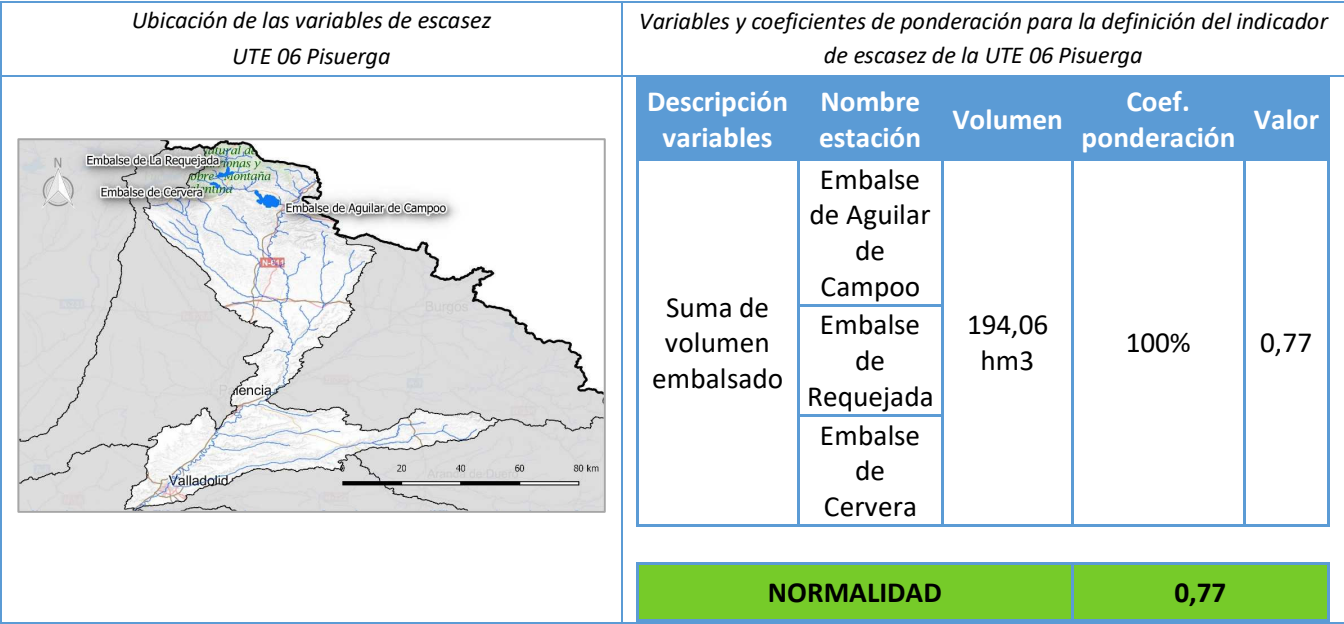 Ubicación de las variables de escasez
UTE 06 Pisuerga
Variables y coeficientes de ponderación para la definición del indicador
de escasez de la UTE 06 Pisuerga
N
Embalse de La Requejada
Embalse de Cervera
Embalse de Aguilar de Campoo
Montaña
Burgos
Valladolid
20
40
60
80 km
Descripción
variables
Nombre
estación
Volumen
Coef.
ponderación
Valor
Suma de
volumen
embalsado
Embalse
de Aguilar
de
Campoo
Embalse
de
Requejada
Embalse
de
Cervera
194,06
hm3
100%
0,77
NORMALIDAD
0,77